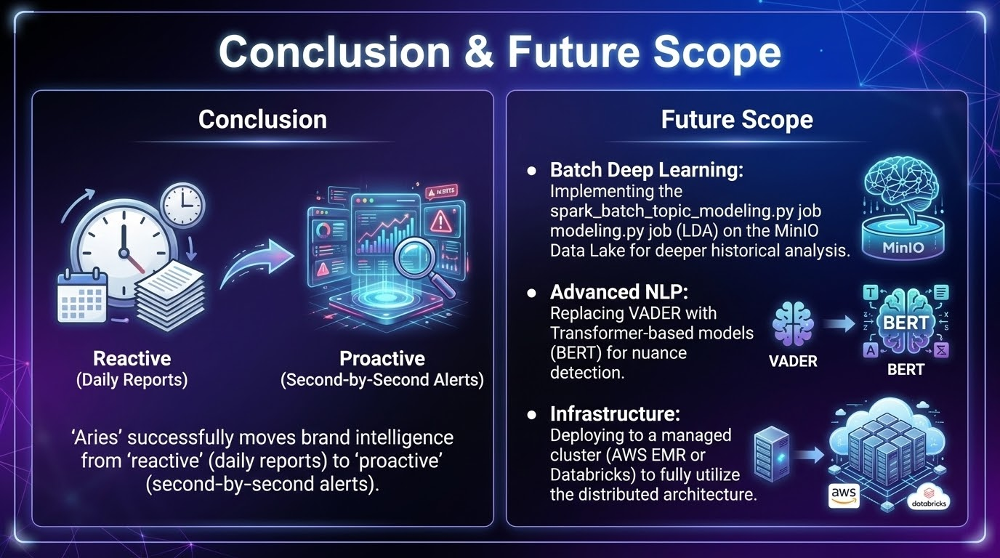 Conclusion & Future Scope
Conclusion
ALERTS
Reactive
(Daily Reports)
Proactive
(Second-by-Second Alerts)
‘Aries’ successfully moves brand intelligence
from ‘reactive’ (daily reports) to ‘proactive’
(second-by-second alerts).
Future Scope
• Batch Deep Learning:
Implementing the
spark_batch_topic_modeling.py job
modeling.py job (LDA) on the MinIO
Data Lake for deeper historical analysis.
MinIO
• Advanced NLP:
Replacing VADER with
Transformer-based models
(BERT) for nuance
detection.
VADER
T
A
BERT
BERT
• Infrastructure:
Deploying to a managed
cluster (AWS EMR or
Databricks) to fully utilize
the distributed architecture.
aws
dotabricks